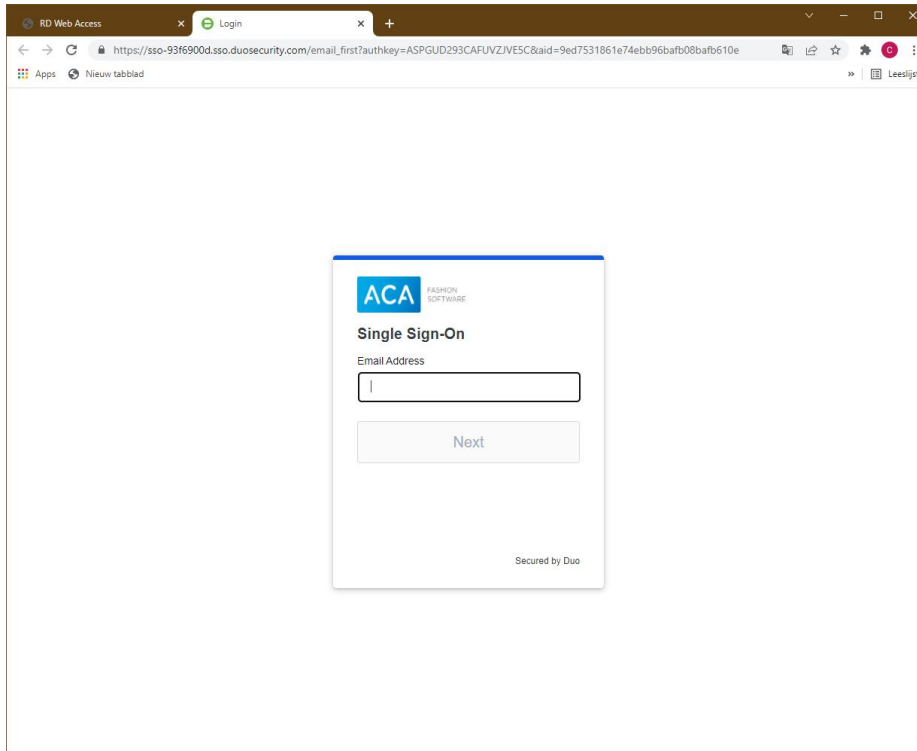 RD Web Access
Login
https://sso-93f6900d.sso.duosecurity.com/email_first?authkey=ASPGUD293CAFUVZJVE5C&aid=9ed7531861e74ebb96bafb08bafb610e
C
Apps
Nieuw tabblad
»
Leeslijst
ACA
FASHION
SOFTWARE
Single Sign-On
Email Address
Next
Secured by Duo